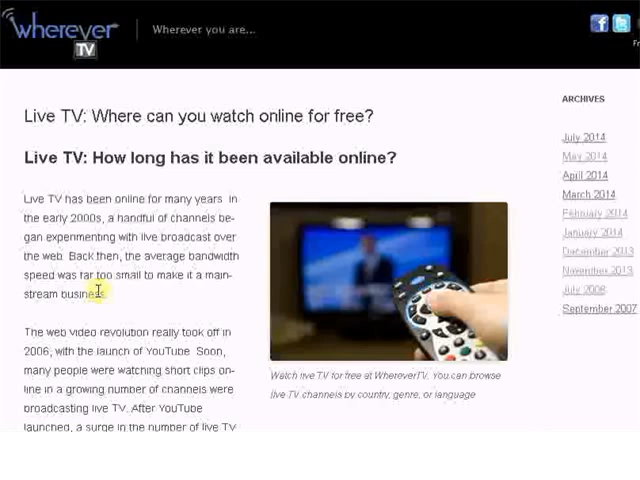 wherever
TV
Wherever you are...
Live TV: Where can you watch online for free?
Live TV: How long has it been available online?
Live TV has been online for many years in
the early 2000s, a handful of channels be-
gan experimenting with live broadcast over
the web. Back then, the average bandwidth
speed was far too small to make it a main-
stream business.
The web video revolution really took off in
2006, with the launch of YouTube. Soon,
many people were watching short clips on-
line in a growing number of channels were
broadcasting live TV. After YouTube
launched, a surge in the number of live TV
Watch live TV for free at WhereverTV. You can browse
live TV channels by country, genre, or language
Fr
ARCHIVES
July 2014
May 2014
April 2014
March 2014
February 2014
January 2014
December 2013
November 2013
July 2008
September 2007